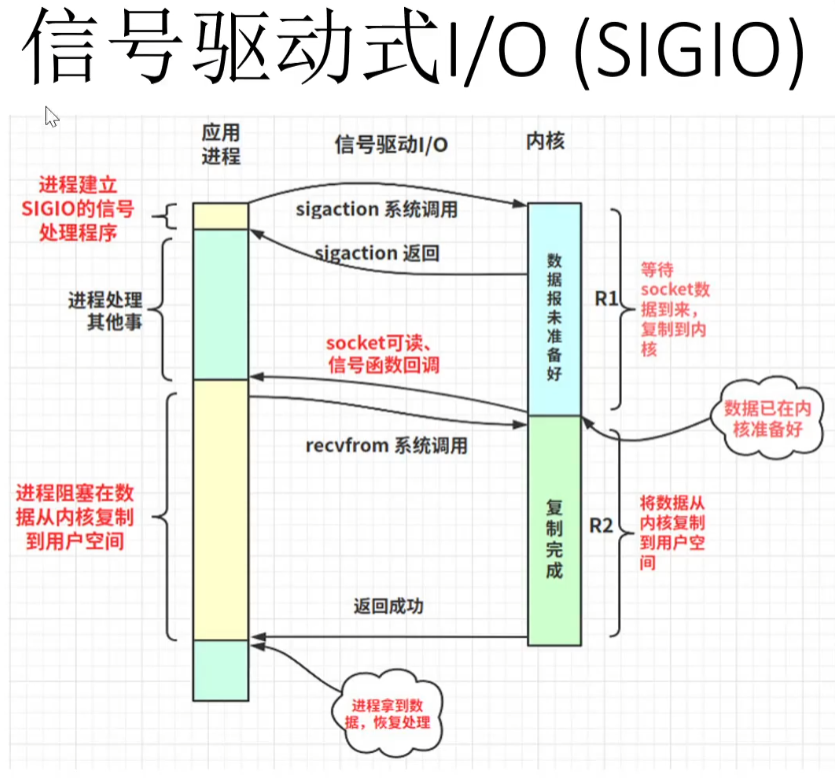 信号驱动式I/O (SIGIO)
应用
进程
信号驱动I/O
内核
进程建立
SIGIO的信号
处理程序
sigaction 系统调用
sigaction 返回
进程处理
其他事
数据报未准备好
R1
等待
socket数
据到来，
复制到内
核
socket可读、
信号函数回调
数据已在内
核准备好
recvfrom 系统调用
进程阻塞在数
据从内核复制
到用户空间
复制完成
R2
将数据从
内核复制
到用户空
间
返回成功
进程拿到数
据，恢复处理